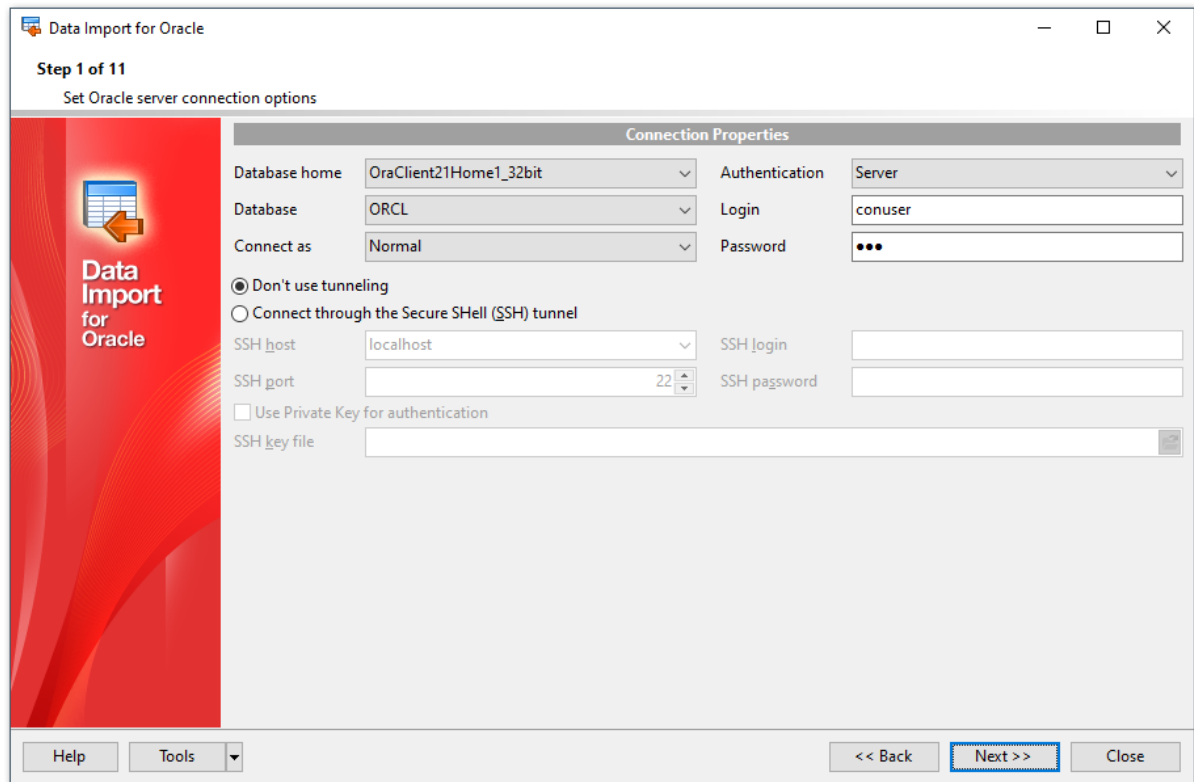 Data Import for Oracle
Step 1 of 11
Set Oracle server connection options
Data
Import
for
Oracle
Connection Properties
Database home OraClient21Home1_32bit Authentication Server
Database ORCL Login conuser
Connect as Normal Password ●●●
Don't use tunneling
Connect through the Secure SHell (SSH) tunnel
SSH host localhost SSH login
SSH port 22 SSH password
Use Private Key for authentication
SSH key file
Help Tools << Back Next >> Close